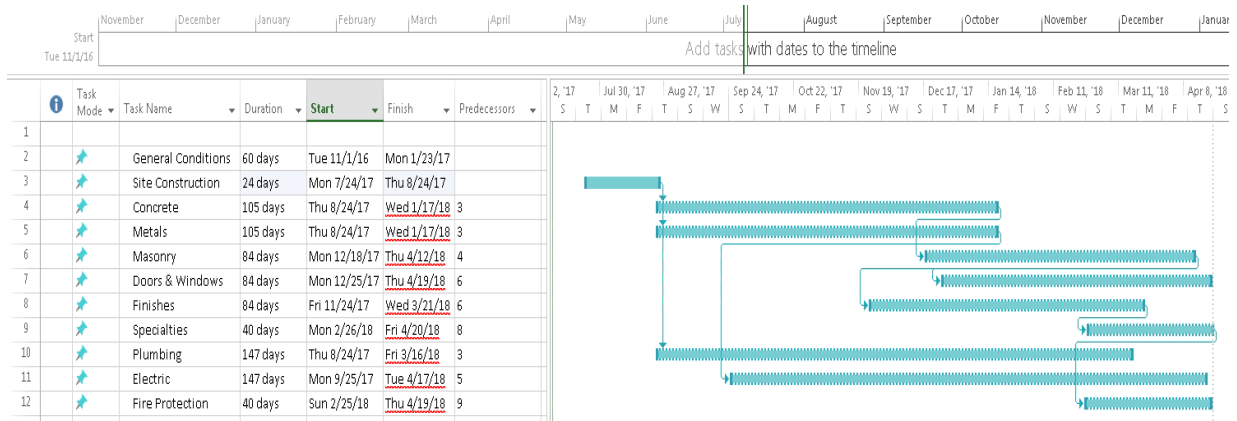 November December January February March April May June July August September October November December Januar
Start
Tue 11/1/16
Add tasks with dates to the timeline
2, '17 Jul 30, '17 Aug 27, '17 Sep 24, '17 Oct 22, '17 Nov 19, '17 Dec 17, '17 Jan 14, '18 Feb 11, '18 Mar 11, '18 Apr 8, '18
Task Mode Task Name Duration Start Finish Predecessors
S T M F T S W S T M F T S W S T M F T S W S T M F T S
1
2 General Conditions 60 days Tue 11/1/16 Mon 1/23/17
3 Site Construction 24 days Mon 7/24/17 Thu 8/24/17
4 Concrete 105 days Thu 8/24/17 Wed 1/17/18 3
5 Metals 105 days Thu 8/24/17 Wed 1/17/18 3
6 Masonry 84 days Mon 12/18/17 Thu 4/12/18 4
7 Doors & Windows 84 days Mon 12/25/17 Thu 4/19/18 6
8 Finishes 84 days Fri 11/24/17 Wed 3/21/18 6
9 Specialties 40 days Mon 2/26/18 Fri 4/20/18 8
10 Plumbing 147 days Thu 8/24/17 Fri 3/16/18 3
11 Electric 147 days Mon 9/25/17 Tue 4/17/18 5
12 Fire Protection 40 days Sun 2/25/18 Thu 4/19/18 9